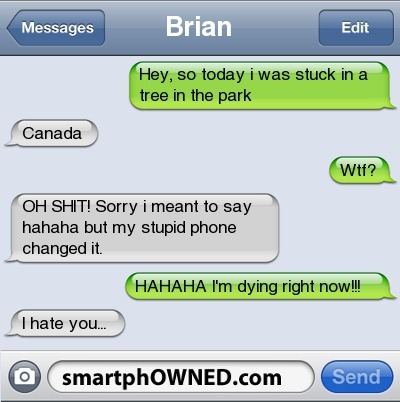 Messages
Brian
Edit
Hey, so today i was stuck in a
tree in the park
Canada
Wtf?
OH SHIT! Sorry i meant to say
hahaha but my stupid phone
changed it.
HAHAHA I'm dying right now!!!
I hate you...
smartphOWNED.com
Send